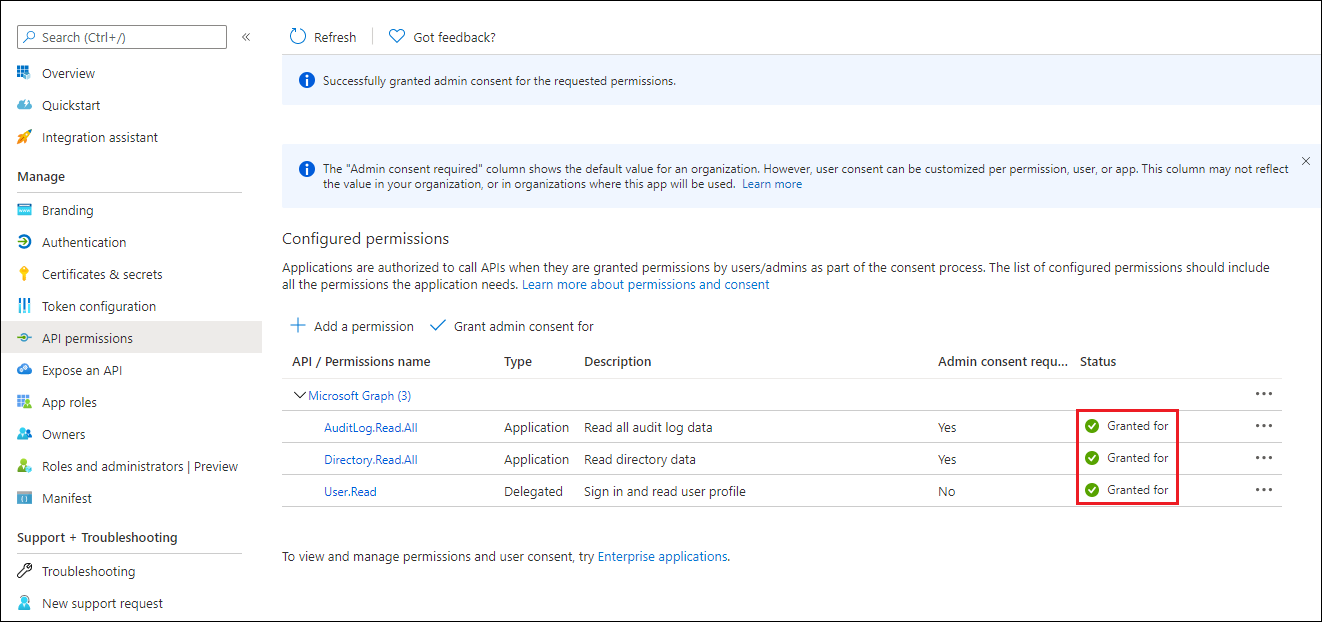 Search (Ctrl+/)
«
Overview
Quickstart
Integration assistant
Manage
Branding
Authentication
Certificates & secrets
Token configuration
API permissions
Expose an API
App roles
Owners
Roles and administrators | Preview
Manifest
Support + Troubleshooting
Troubleshooting
New support request
Refresh
Got feedback?
Successfully granted admin consent for the requested permissions.
The "Admin consent required" column shows the default value for an organization. However, user consent can be customized per permission, user, or app. This column may not reflect
the value in your organization, or in organizations where this app will be used. Learn more
Configured permissions
Applications are authorized to call APIs when they are granted permissions by users/admins as part of the consent process. The list of configured permissions should include
all the permissions the application needs. Learn more about permissions and consent
Add a permission Grant admin consent for
API / Permissions name Type Description Admin consent requ... Status
Microsoft Graph (3)
AuditLog.Read.All Application Read all audit log data Yes Granted for
Directory.Read.All Application Read directory data Yes Granted for
User.Read Delegated Sign in and read user profile No Granted for
To view and manage permissions and user consent, try Enterprise applications.